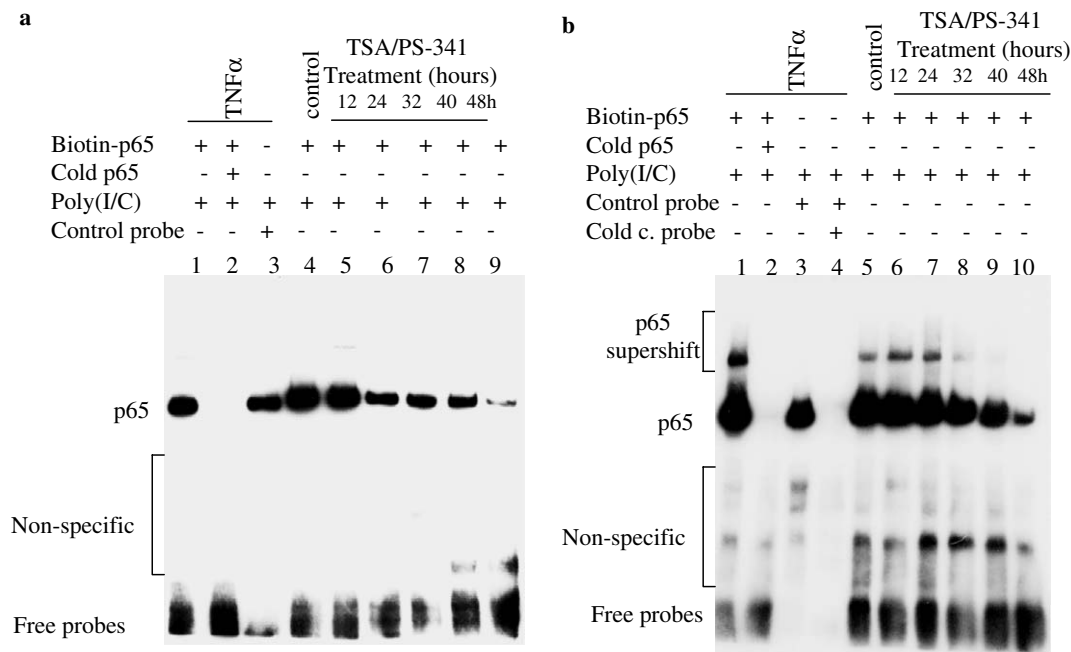 a
TNFα
control
TSA/PS-341
Treatment (hours)
12 24 32 40 48h
Biotin-p65 + + - + + + + + +
Cold p65 - + - - - - - - -
Poly(I/C) + + + + + + + + +
Control probe - - + - - - - - -
1 2 3 4 5 6 7 8 9
p65
Non-specific
Free probes
b
TNFα
control
TSA/PS-341
Treatment (hours)
12 24 32 40 48h
Biotin-p65 + + - - + + + + + +
Cold p65 - + - - - - - - - -
Poly(I/C) + + + + + + + + + +
Control probe - - + + - - - - - -
Cold c. probe - - - + - - - - - -
1 2 3 4 5 6 7 8 9 10
p65
supershift
p65
Non-specific
Free probes